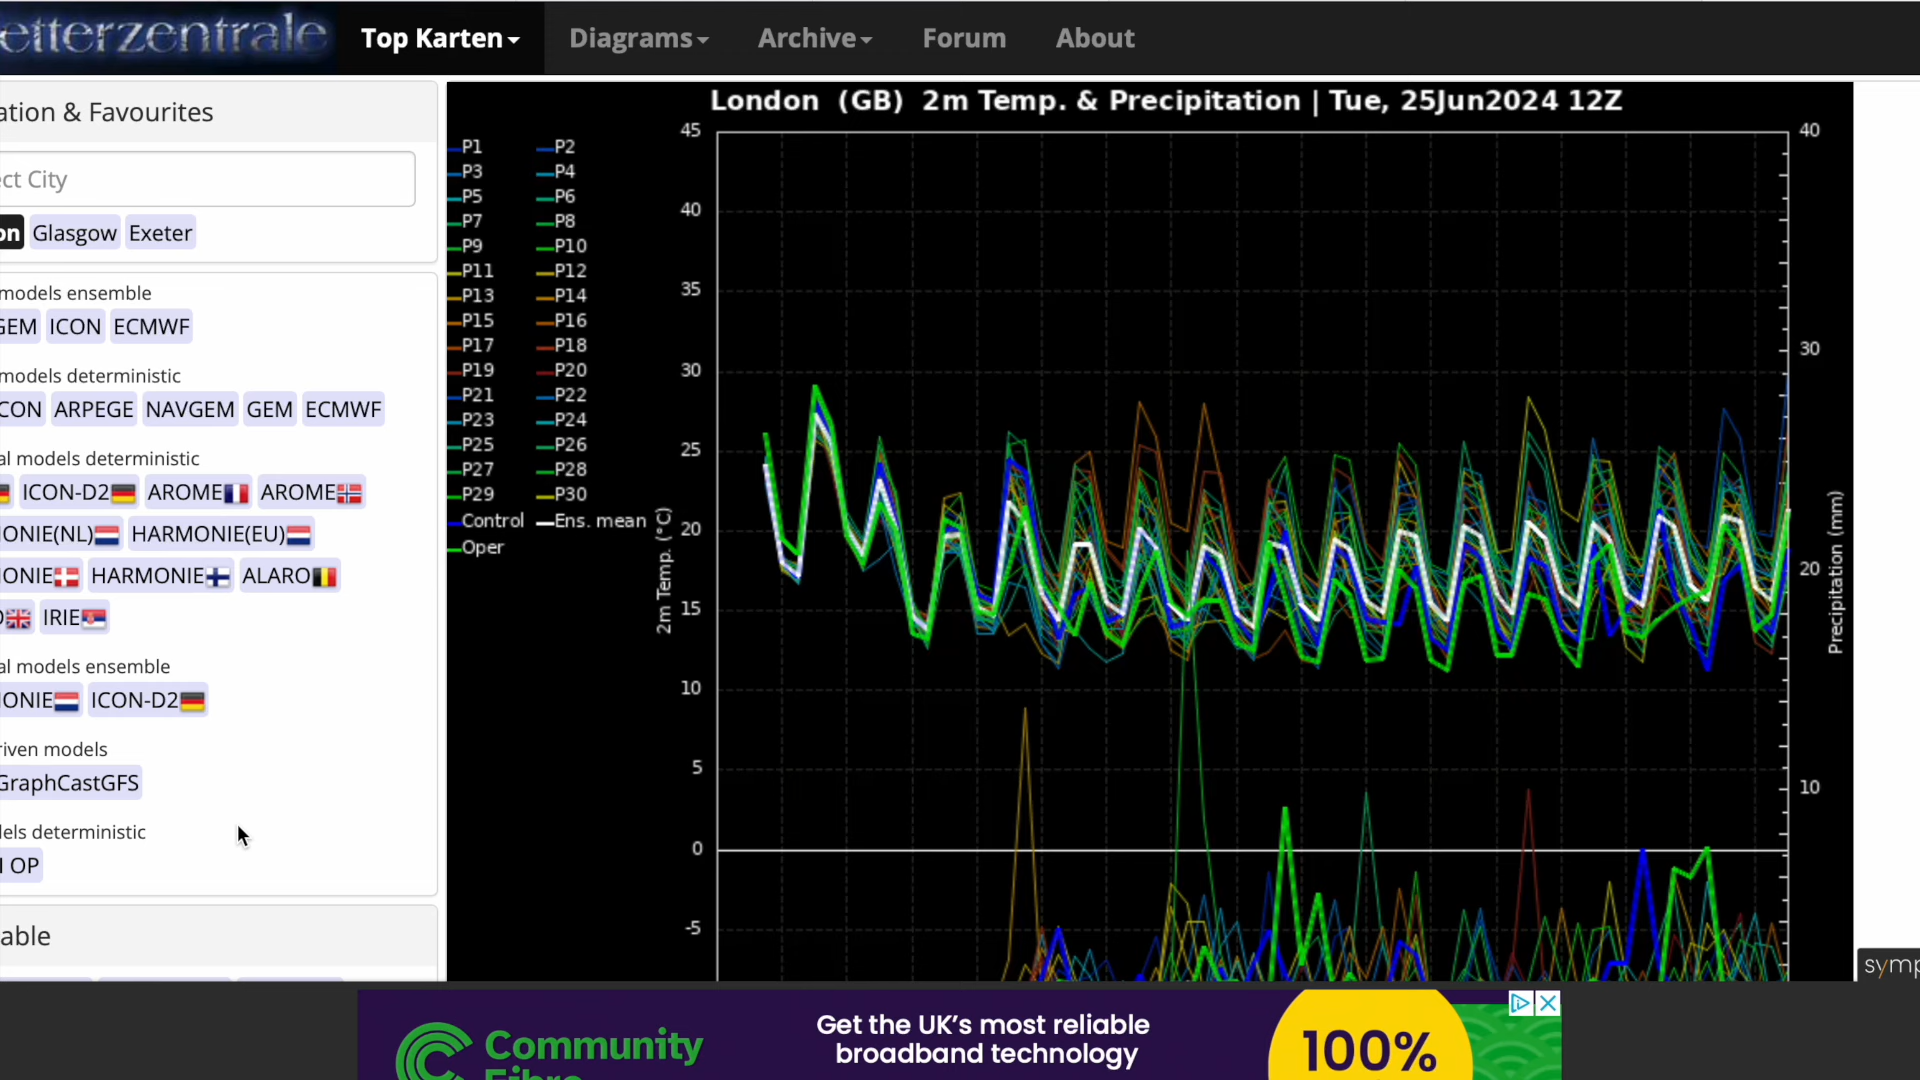 etterzentrale
Top Karten
Diagrams
Archive
Forum
About
ation & Favourites
ct City
on Glasgow Exeter
models ensemble
GEM ICON ECMWF
models deterministic
CON ARPEGE NAVGEM GEM ECMWF
al models deterministic
ICON-D2 AROME AROME
IONIE(NL) HARMONIE(EU)
IONIE HARMONIE ALARO
IRIE
al models ensemble
IONIE ICON-D2
riven models
GraphCastGFS
lels deterministic
OP
able
London (GB) 2m Temp. & Precipitation | Tue, 25Jun2024 12Z
P1 P2
P3 P4
P5 P6
P7 P8
P9 P10
P11 P12
P13 P14
P15 P16
P17 P18
P19 P20
P21 P22
P23 P24
P25 P26
P27 P28
P29 P30
Control Ens. mean
Oper
2m Temp. (°C)
45
40
35
30
25
20
15
10
5
0
-5
40
30
20
10
Precipitation (mm)
symp
Community
Fibre
Get the UK's most reliable
broadband technology
100%